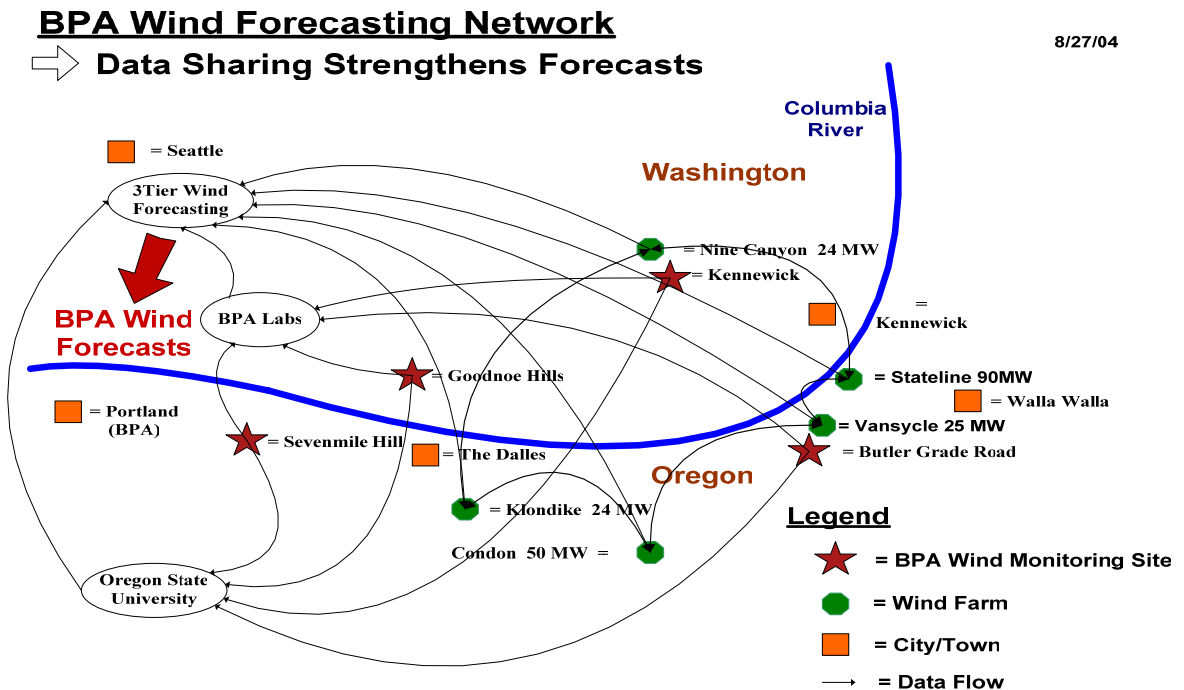 BPA Wind Forecasting Network
8/27/04
Data Sharing Strengthens Forecasts
Columbia
River
= Seattle
Washington
3Tier Wind
Forecasting
= Nine Canyon 24 MW
= Kennewick
=
Kennewick
BPA Wind
Forecasts
BPA Labs
= Goodnoe Hills
= Stateline 90MW
= Walla Walla
= Portland
(BPA)
= Vansycle 25 MW
= Sevenmile Hill
= The Dalles
= Butler Grade Road
Oregon
= Klondike 24 MW
Condon 50 MW =
Legend
= BPA Wind Monitoring Site
Oregon State
University
= Wind Farm
= City/Town
= Data Flow